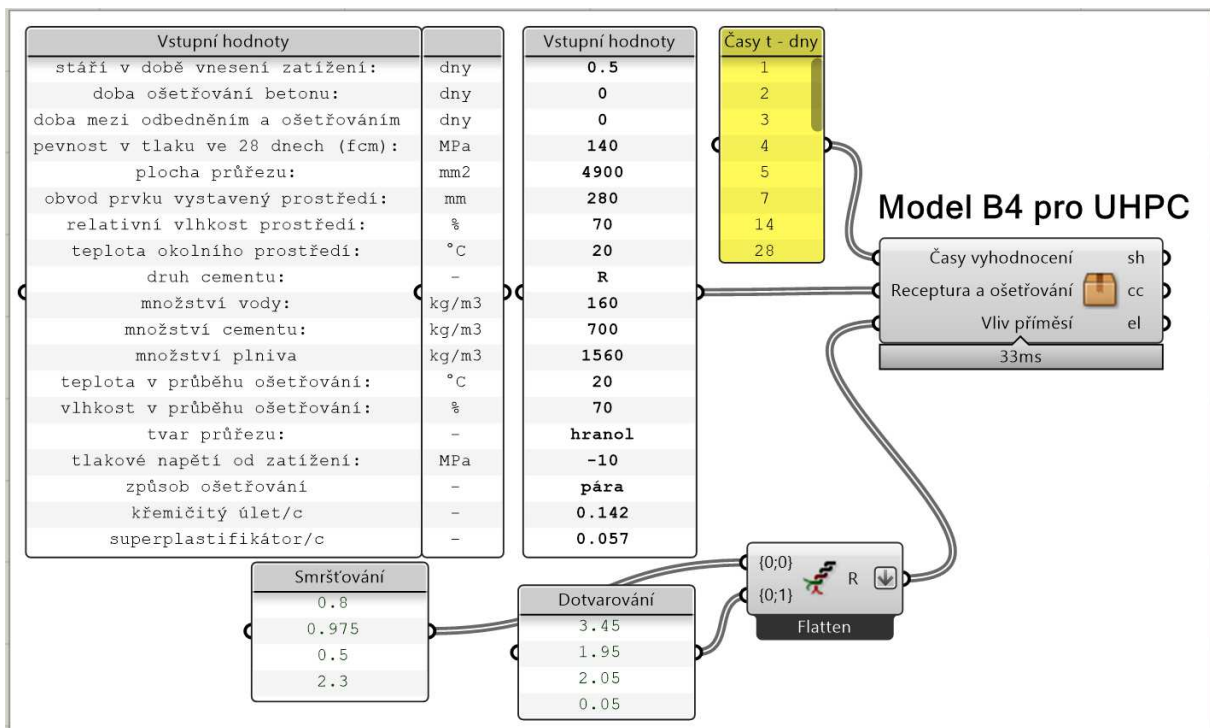 Vstupní hodnoty Vstupní hodnoty Časy t - dny
stáří v době vnesení zatížení: dny 0.5 1
doba ošetřování betonu: dny 0 2
doba mezi odbedněním a ošetřováním dny 0 3
pevnost v tlaku ve 28 dnech (fcm): MPa 140 4
plocha průřezu: mm2 4900 5
obvod prvku vystavený prostředí: mm 280 7
relativní vlhkost prostředí: % 70 14
teplota okolního prostředí: °C 20 28
druh cementu: - R
množství vody: kg/m3 160
množství cementu: kg/m3 700
množství plniva kg/m3 1560
teplota v průběhu ošetřování: °C 20
vlhkost v průběhu ošetřování: % 70
tvar průřezu: - hranol
tlakové napětí od zatížení: MPa -10
způsob ošetřování - pára
křemičitý úlet/c - 0.142
superplastifikátor/c - 0.057
Model B4 pro UHPC
Časy vyhodnocení sh
Receptura a ošetřování cc
Vliv příměsí el
33ms
Smršťování
0.8
0.975
0.5
2.3
Dotvarování
3.45
1.95
2.05
0.05
{0;0}
{0;1} R
Flatten